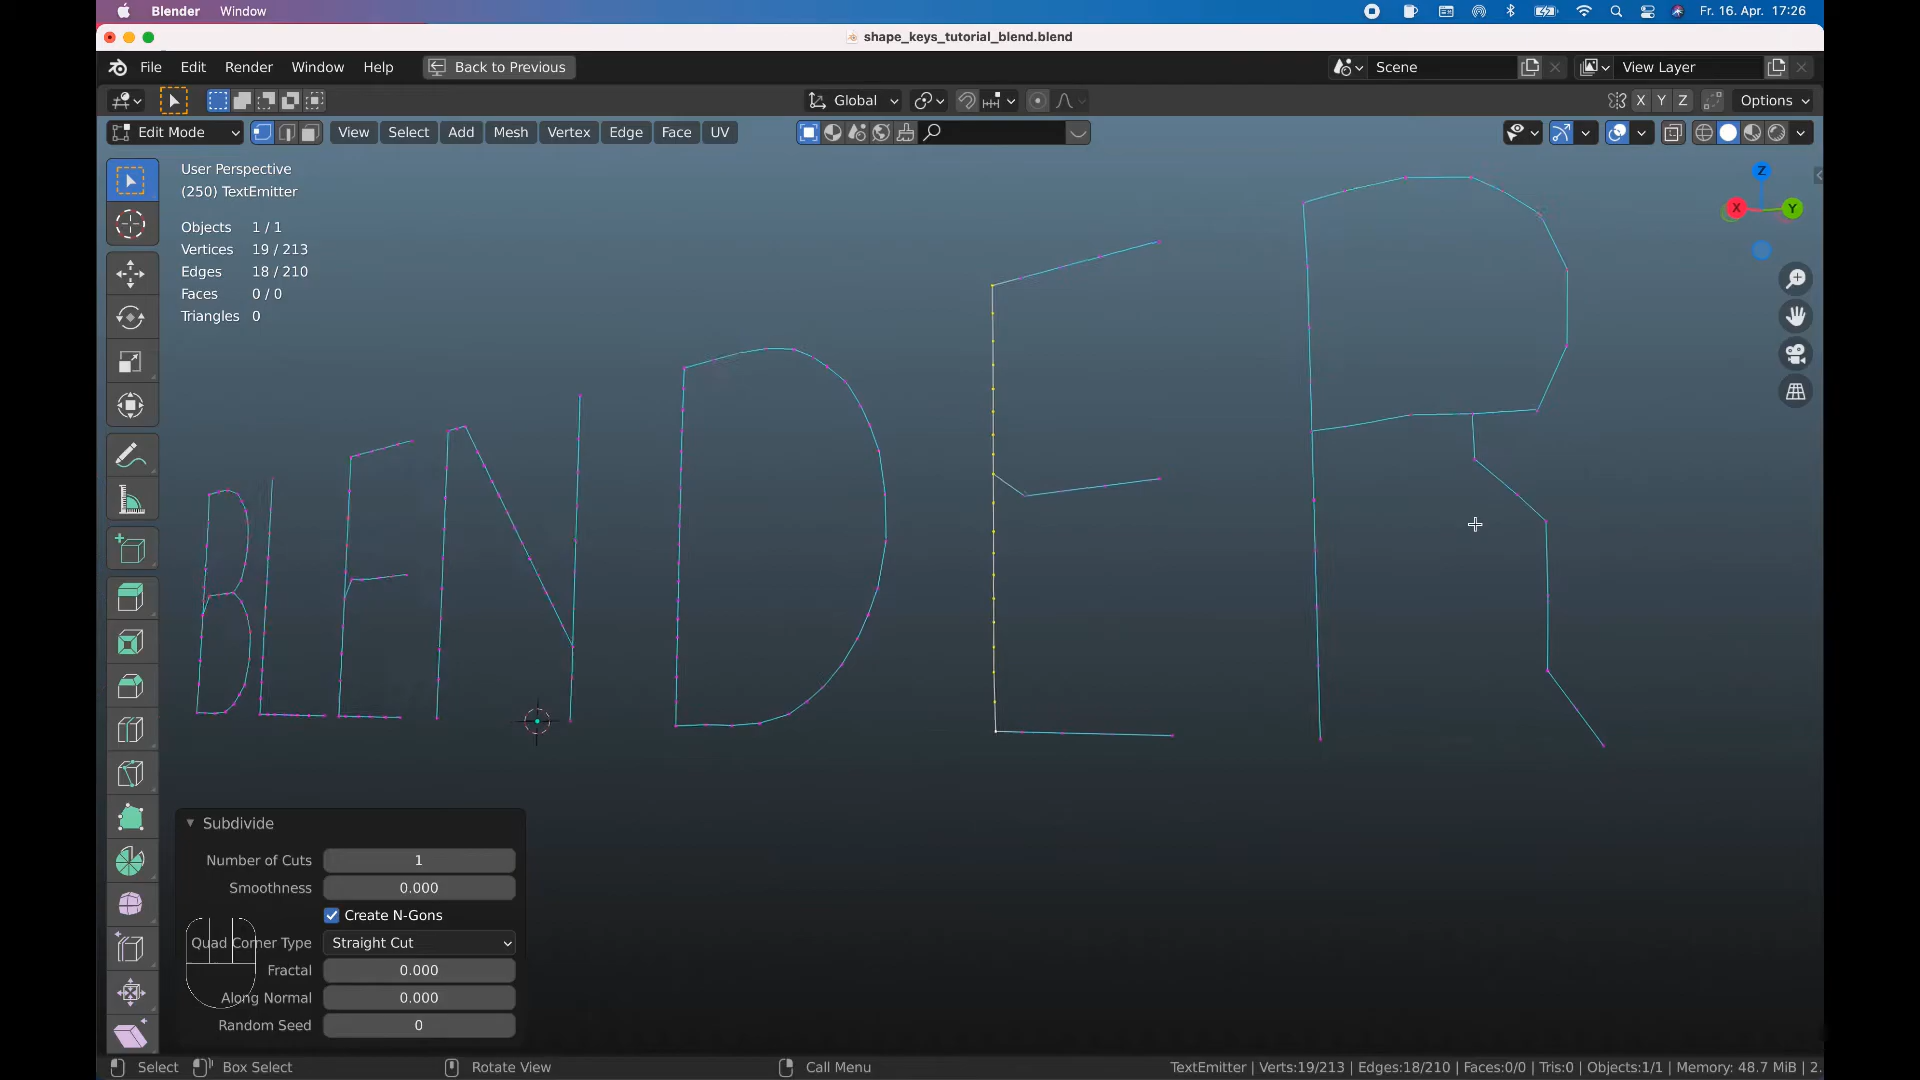 Blender Window Fr. 16. Apr. 17:26
shape_keys_tutorial_blend.blend
File Edit Render Window Help Back to Previous Scene View Layer
Global X Y Z Options
Edit Mode View Select Add Mesh Vertex Edge Face UV
User Perspective
(250) TextEmitter
Objects 1 / 1
Vertices 19 / 213
Edges 18 / 210
Faces 0 / 0
Triangles 0
Z
X Y
BLENDER
Subdivide
Number of Cuts 1
Smoothness 0.000
Create N-Gons
Quad Corner Type Straight Cut
Fractal 0.000
Along Normal 0.000
Random Seed 0
Select Box Select Rotate View Call Menu TextEmitter | Verts:19/213 | Edges:18/210 | Faces:0/0 | Tris:0 | Objects:1/1 | Memory: 48.7 MiB | 2.